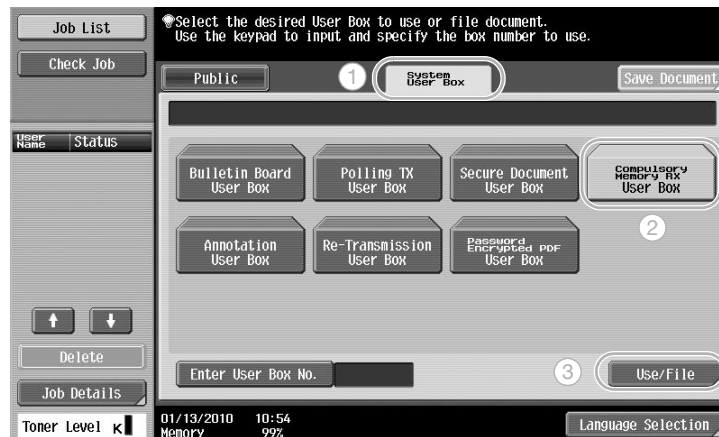 Job List
Check Job
User Name
Status
Delete
Job Details
Toner Level K
Select the desired User Box to use or file document.
Use the keypad to input and specify the box number to use.
Public
1
System
User Box
Save Document
Bulletin Board
User Box
Polling TX
User Box
Secure Document
User Box
Compulsory
Memory RX
User Box
2
Annotation
User Box
Re-Transmission
User Box
Password
Encrypted PDF
User Box
Enter User Box No.
3
Use/File
01/13/2010 10:54
Memory 99%
Language Selection